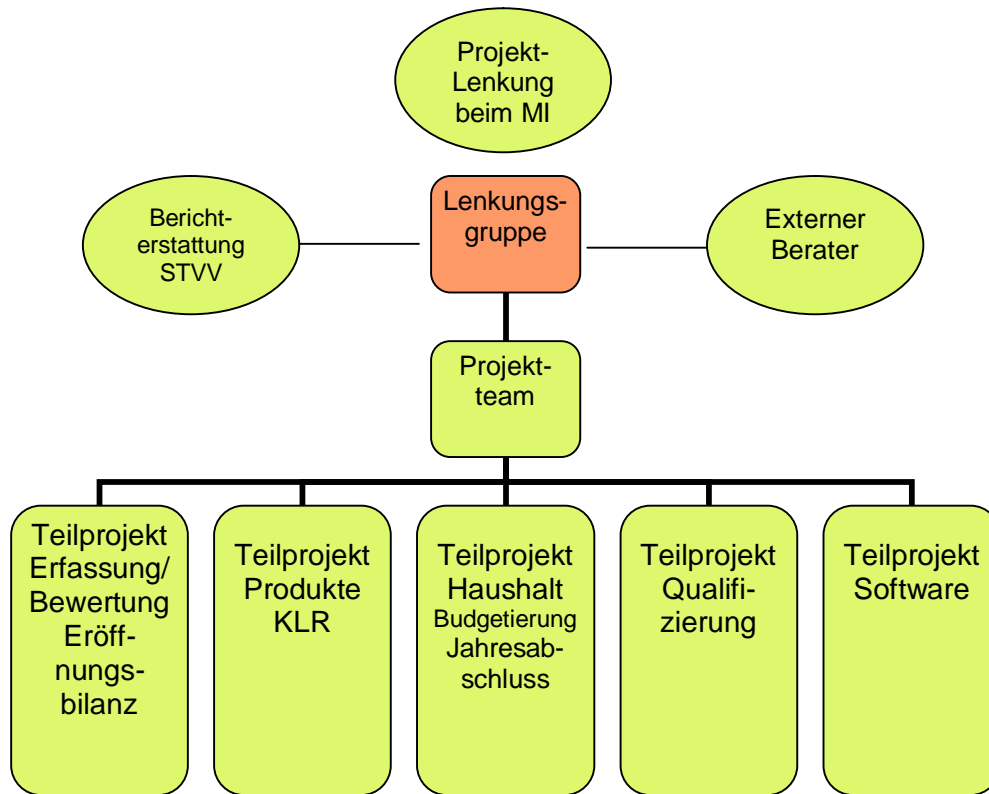 Projekt-
Lenkung
beim MI
Bericht-
erstattung
STVV
Lenkungs-
gruppe
Externer
Berater
Projekt-
team
Teilprojekt
Erfassung/
Bewertung
Eröff-
nungs-
bilanz
Teilprojekt
Produkte
KLR
Teilprojekt
Haushalt
Budgetierung
Jahresab-
schluss
Teilprojekt
Qualifi-
zierung
Teilprojekt
Software